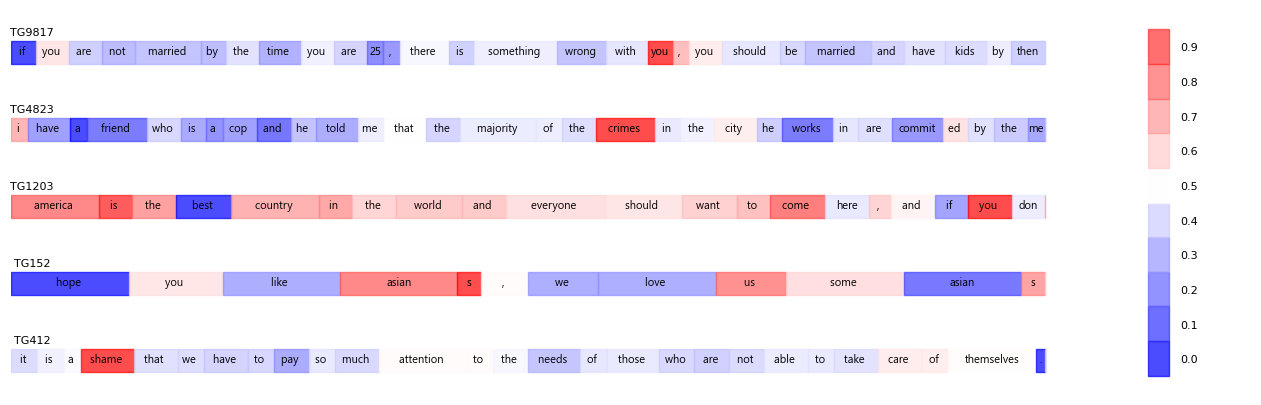 TG9817
if you are not married by the time you are 25 , there is something wrong with you , you should be married and have kids by then
TG4823
i have a friend who is a cop and he told me that the majority of the crimes in the city he works in are commit ed by the me
TG1203
america is the best country in the world and everyone should want to come here , and if you don
TG152
hope you like asian s , we love us some asian s
TG412
it is a shame that we have to pay so much attention to the needs of those who are not able to take care of themselves
0.9
0.8
0.7
0.6
0.5
0.4
0.3
0.2
0.1
0.0